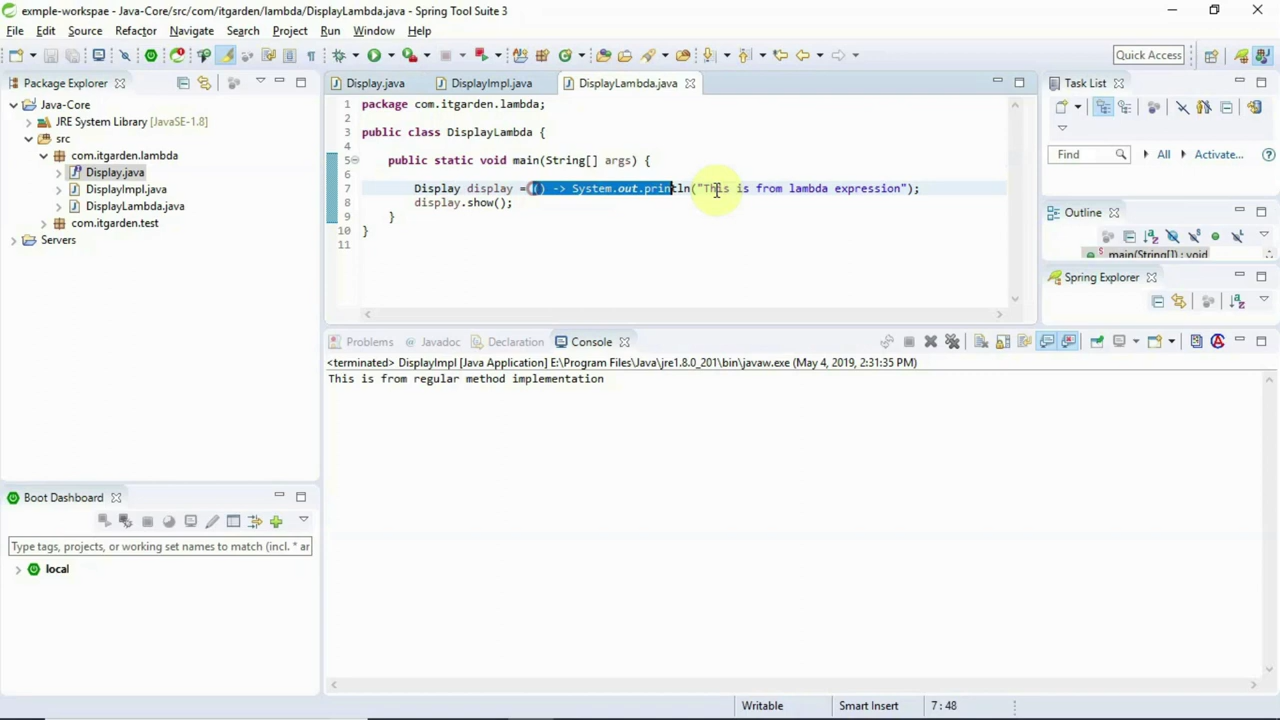 exmple-workspae - Java-Core/src/com/itgarden/lambda/DisplayLambda.java - Spring Tool Suite 3
File Edit Source Refactor Navigate Search Project Run Window Help
Quick Access
Package Explorer
Java-Core
JRE System Library [JavaSE-1.8]
src
com.itgarden.lambda
Display.java
DisplayImpl.java
DisplayLambda.java
com.itgarden.test
Servers
Display.java DisplayImpl.java DisplayLambda.java
1 package com.itgarden.lambda;
2
3 public class DisplayLambda {
4
5 public static void main(String[] args) {
6
7 Display display =(() -> System.out.println("This is from lambda expression");
8 display.show();
9 }
10 }
11
Task List
Find All Activate...
Outline
main(String[]) : void
Spring Explorer
Problems Javadoc Declaration Console
<terminated> DisplayImpl [Java Application] E:\Program Files\Java\jre1.8.0_201\bin\javaw.exe (May 4, 2019, 2:31:35 PM)
This is from regular method implementation
Boot Dashboard
Type tags, projects, or working set names to match (incl. * ar
local
Writable Smart Insert 7 : 48